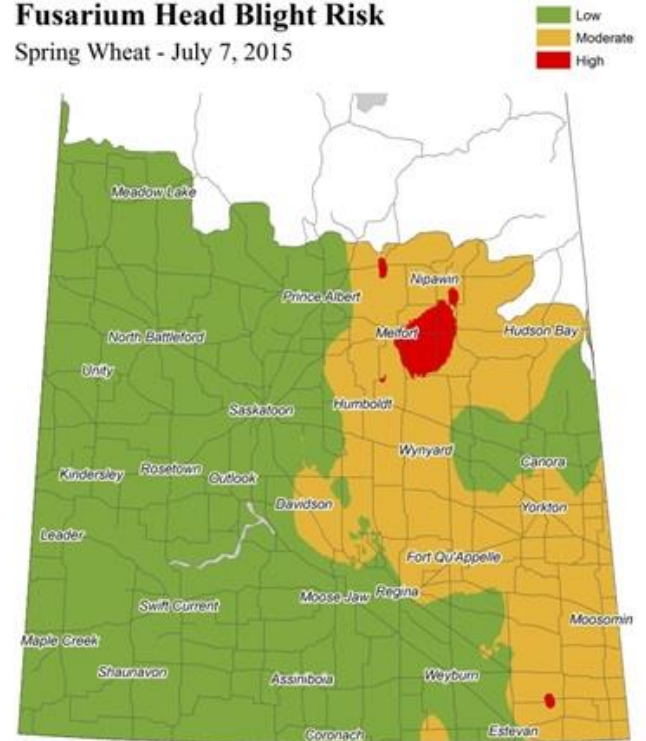 Fusarium Head Blight Risk
Spring Wheat - July 7, 2015
Low
Moderate
High
Meadow Lake
Nipawin
Prince Albert
Melfort
Hudson Bay
North Battleford
Unity
Humboldt
Saskatoon
Wynyard
Canora
Kindersley
Rosetown
Outlook
Davidson
Yorkton
Leader
Fort Qu'Appelle
Regina
Moose Jaw
Swift Current
Moosomin
Maple Creek
Shaunavon
Assiniboia
Weyburn
Coronach
Estevan